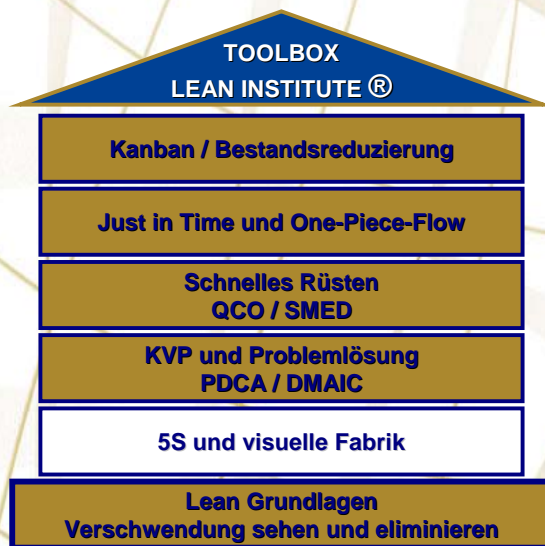 TOOLBOX
LEAN INSTITUTE ®
Kanban / Bestandsreduzierung
Just in Time und One-Piece-Flow
Schnelles Rüsten
QCO / SMED
KVP und Problemlösung
PDCA / DMAIC
5S und visuelle Fabrik
Lean Grundlagen
Verschwendung sehen und eliminieren